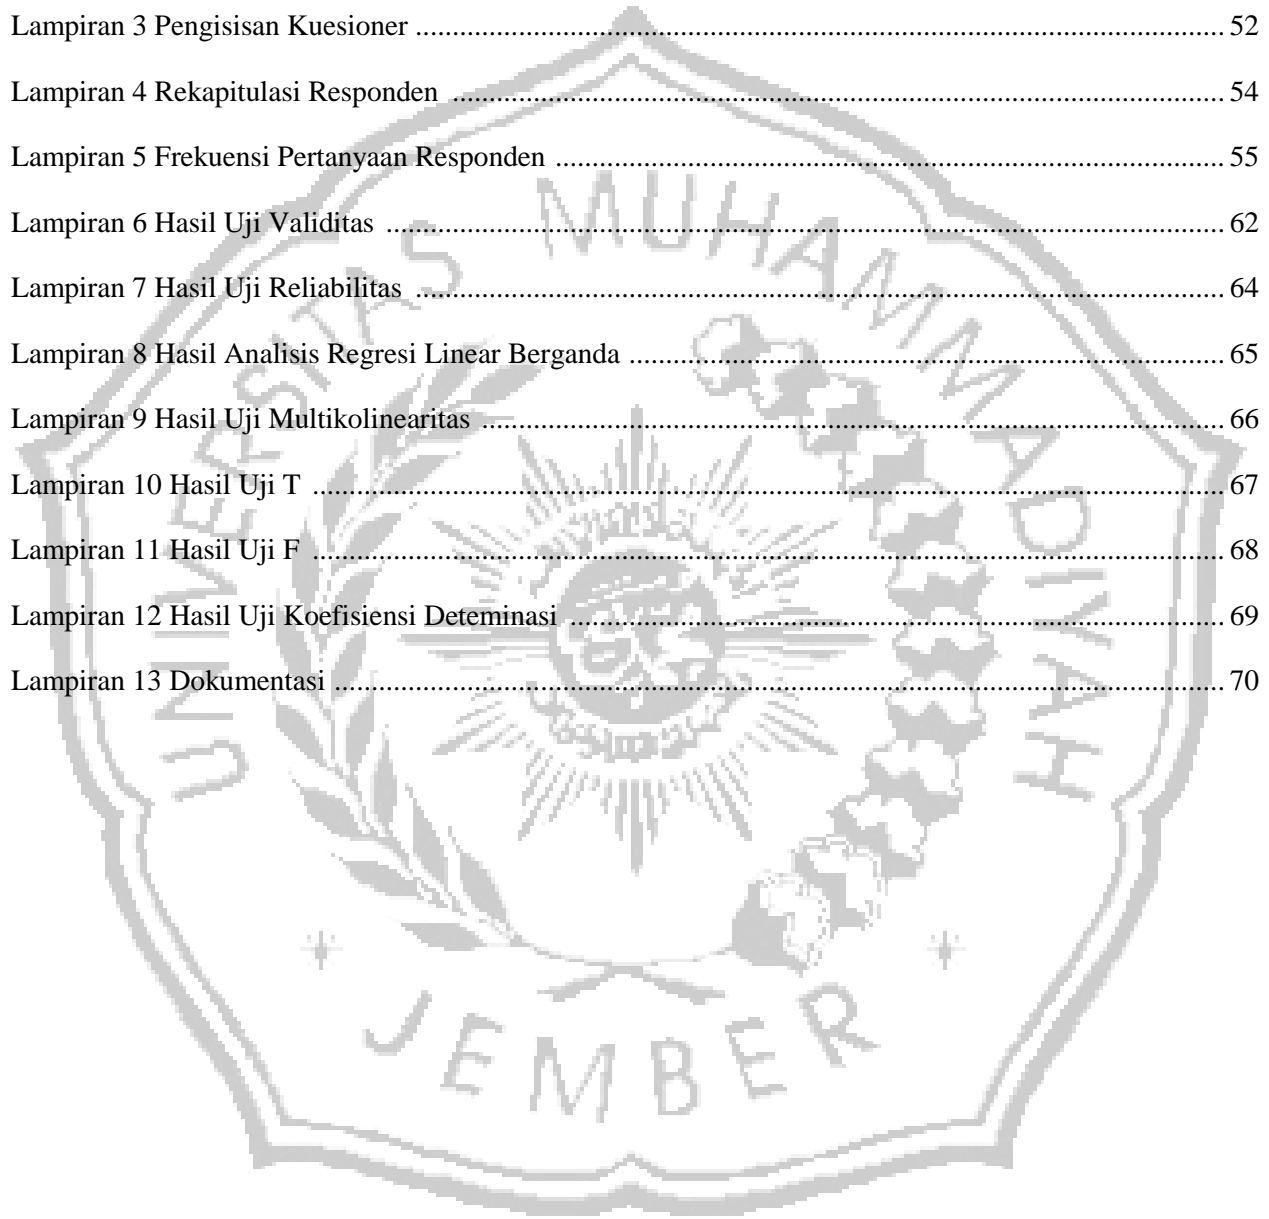 Lampiran 3 Pengisisan Kuesioner ........................................................................................................ 52
Lampiran 4 Rekapitulasi Responden .................................................................................................... 54
Lampiran 5 Frekuensi Pertanyaan Responden ...................................................................................... 55
Lampiran 6 Hasil Uji Validitas ............................................................................................................. 62
Lampiran 7 Hasil Uji Reliabilitas ......................................................................................................... 64
Lampiran 8 Hasil Analisis Regresi Linear Berganda ............................................................................ 65
Lampiran 9 Hasil Uji Multikolinearitas ................................................................................................ 66
Lampiran 10 Hasil Uji T ....................................................................................................................... 67
Lampiran 11 Hasil Uji F ....................................................................................................................... 68
Lampiran 12 Hasil Uji Koefisiensi Deteminasi .................................................................................... 69
Lampiran 13 Dokumentasi ................................................................................................................... 70
UNIVERSITAS MUHAMMADIYAH
JEMBER